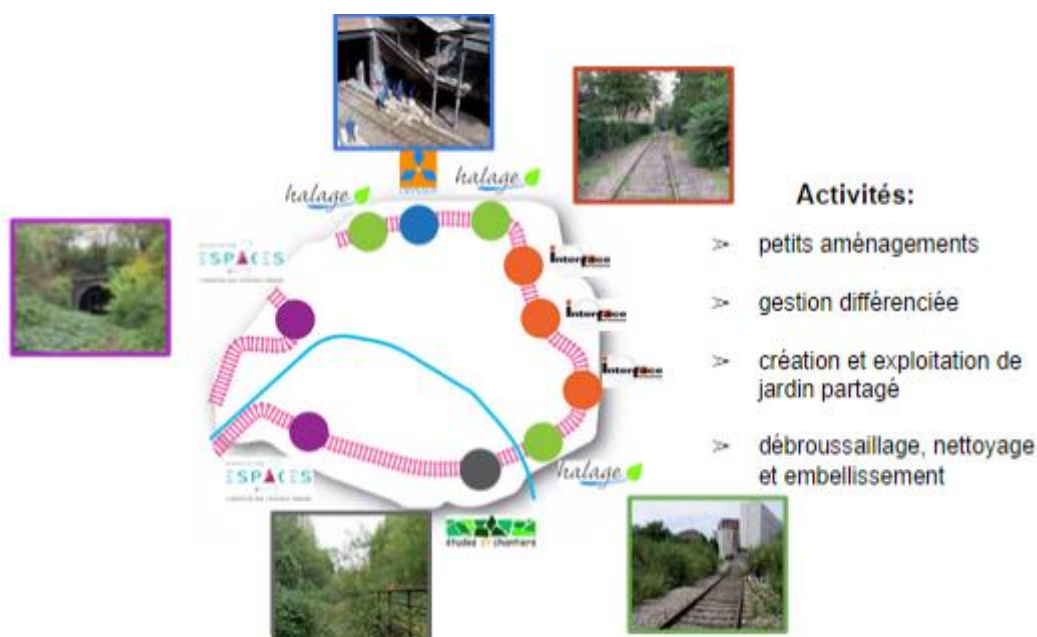 halage
halage
Activités:
ESPACES
interface
petits aménagements
interface
gestion différenciée
interface
création et exploitation de
jardin partagé
ESPACES
halage
débroussaillage, nettoyage
et embellissement
études et chantiers